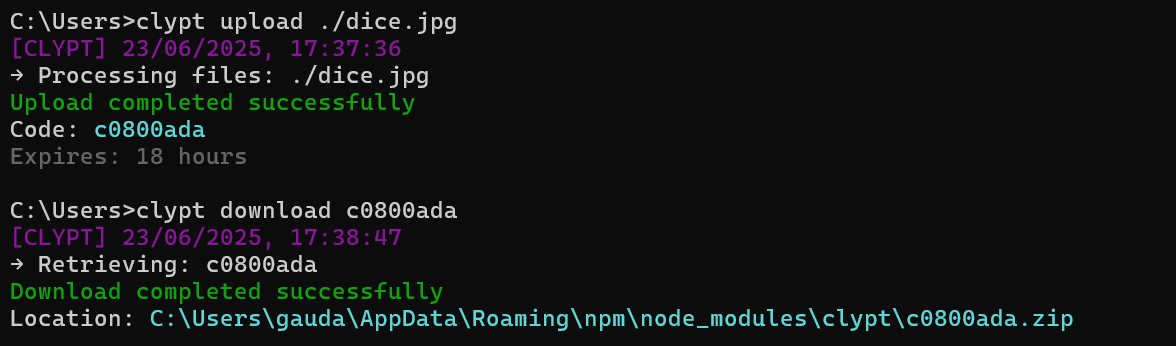 C:\Users>clypt upload ./dice.jpg
[CLYPT] 23/06/2025, 17:37:36
→ Processing files: ./dice.jpg
Upload completed successfully
Code: c0800ada
Expires: 18 hours
C:\Users>clypt download c0800ada
[CLYPT] 23/06/2025, 17:38:47
→ Retrieving: c0800ada
Download completed successfully
Location: C:\Users\gauda\AppData\Roaming\npm\node_modules\clypt\c0800ada.zip